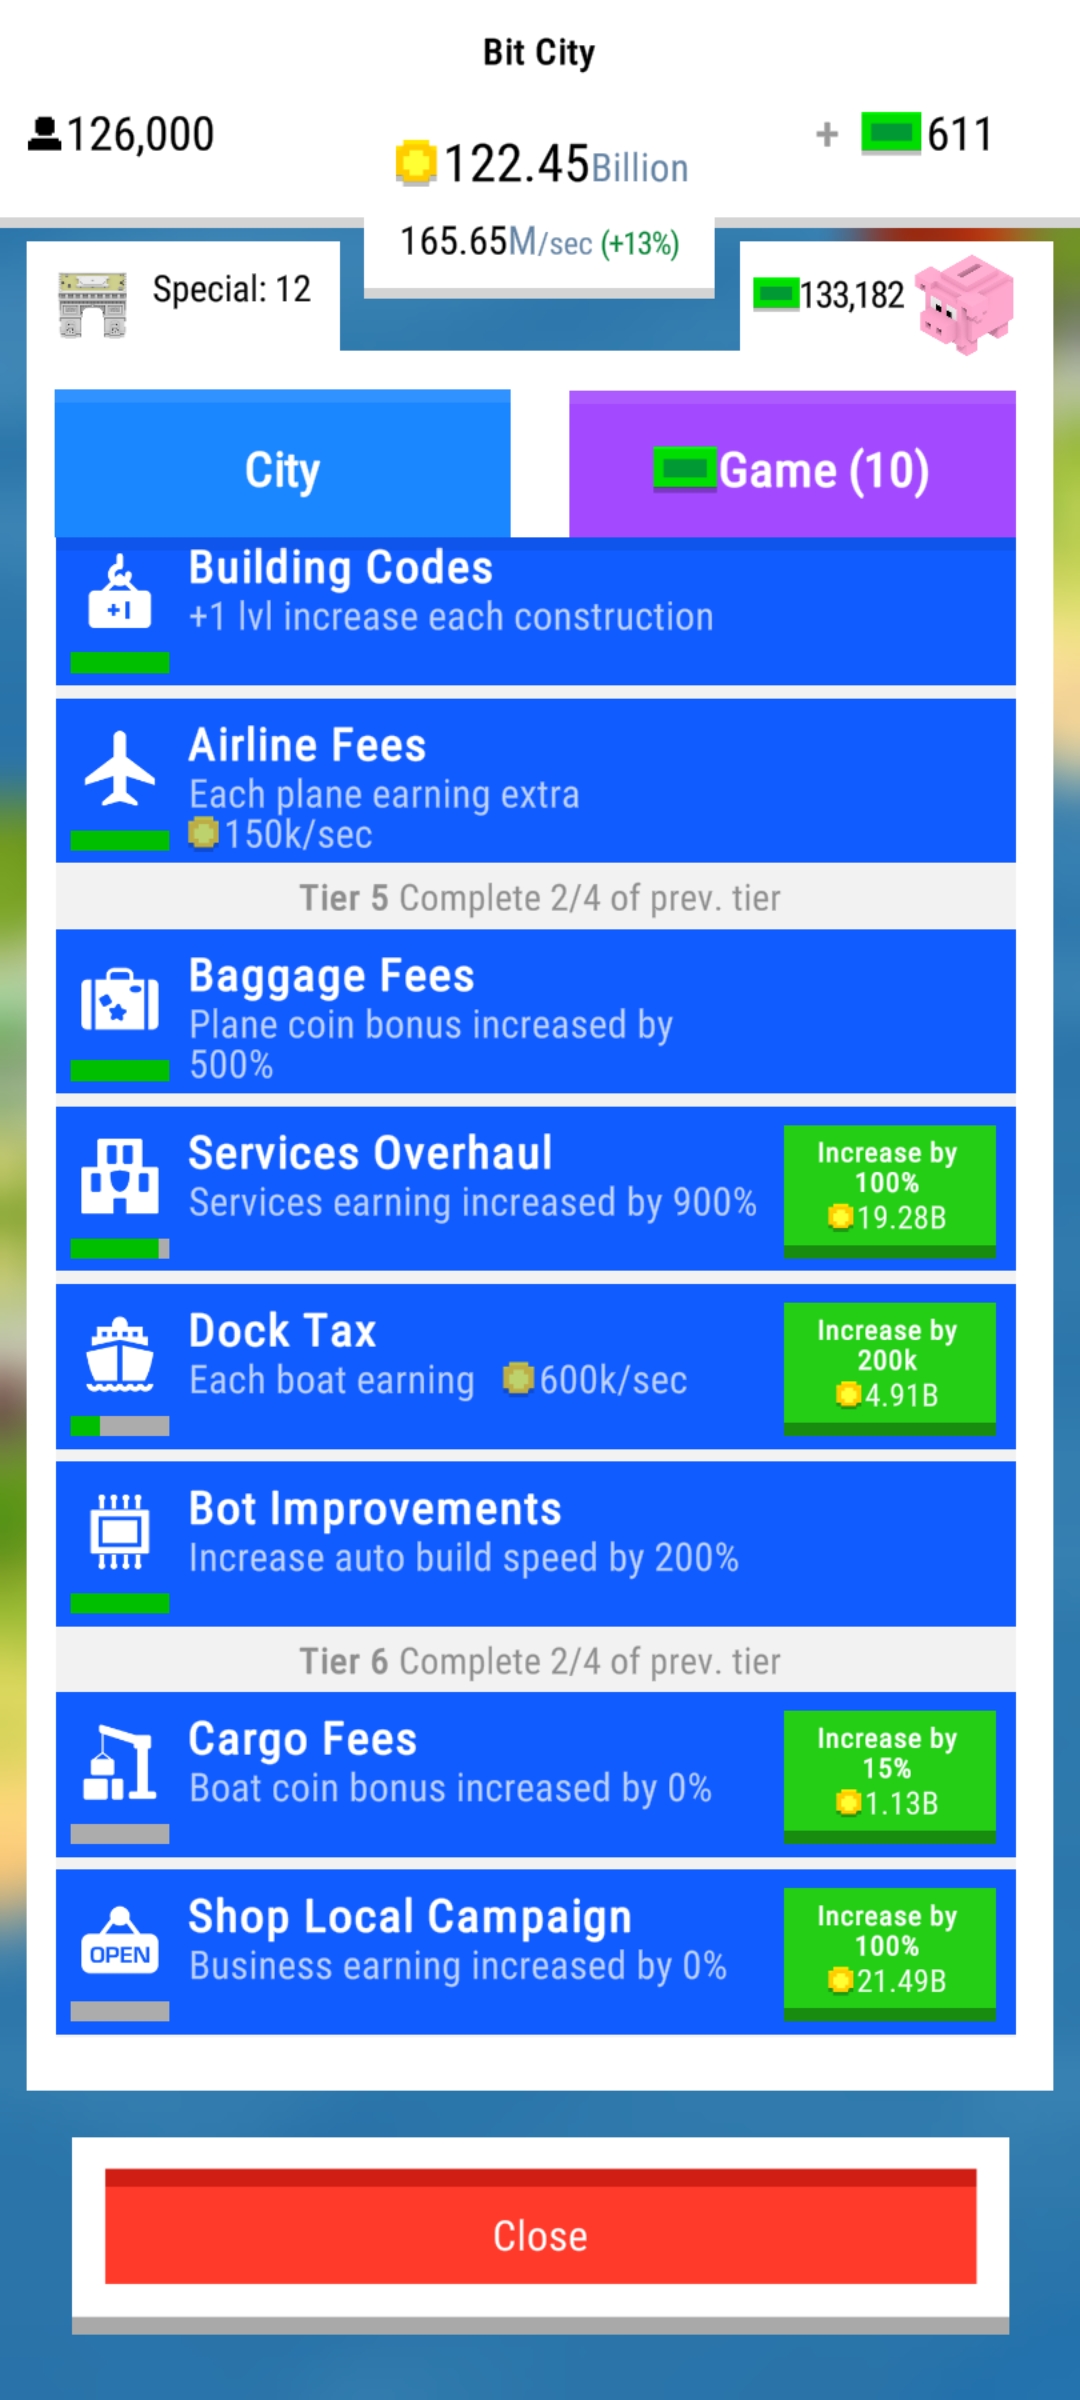 Bit City
126,000
122.45Billion
+ 611
165.65M/sec (+13%)
Special: 12
133,182
City
Game (10)
+1
Building Codes
+1 lvl increase each construction
Airline Fees
Each plane earning extra
150k/sec
Tier 5 Complete 2/4 of prev. tier
Baggage Fees
Plane coin bonus increased by
500%
Services Overhaul
Services earning increased by 900%
Increase by
100%
19.28B
Dock Tax
Each boat earning 600k/sec
Increase by
200k
4.91B
Bot Improvements
Increase auto build speed by 200%
Tier 6 Complete 2/4 of prev. tier
Cargo Fees
Boat coin bonus increased by 0%
Increase by
15%
1.13B
OPEN
Shop Local Campaign
Business earning increased by 0%
Increase by
100%
21.49B
Close